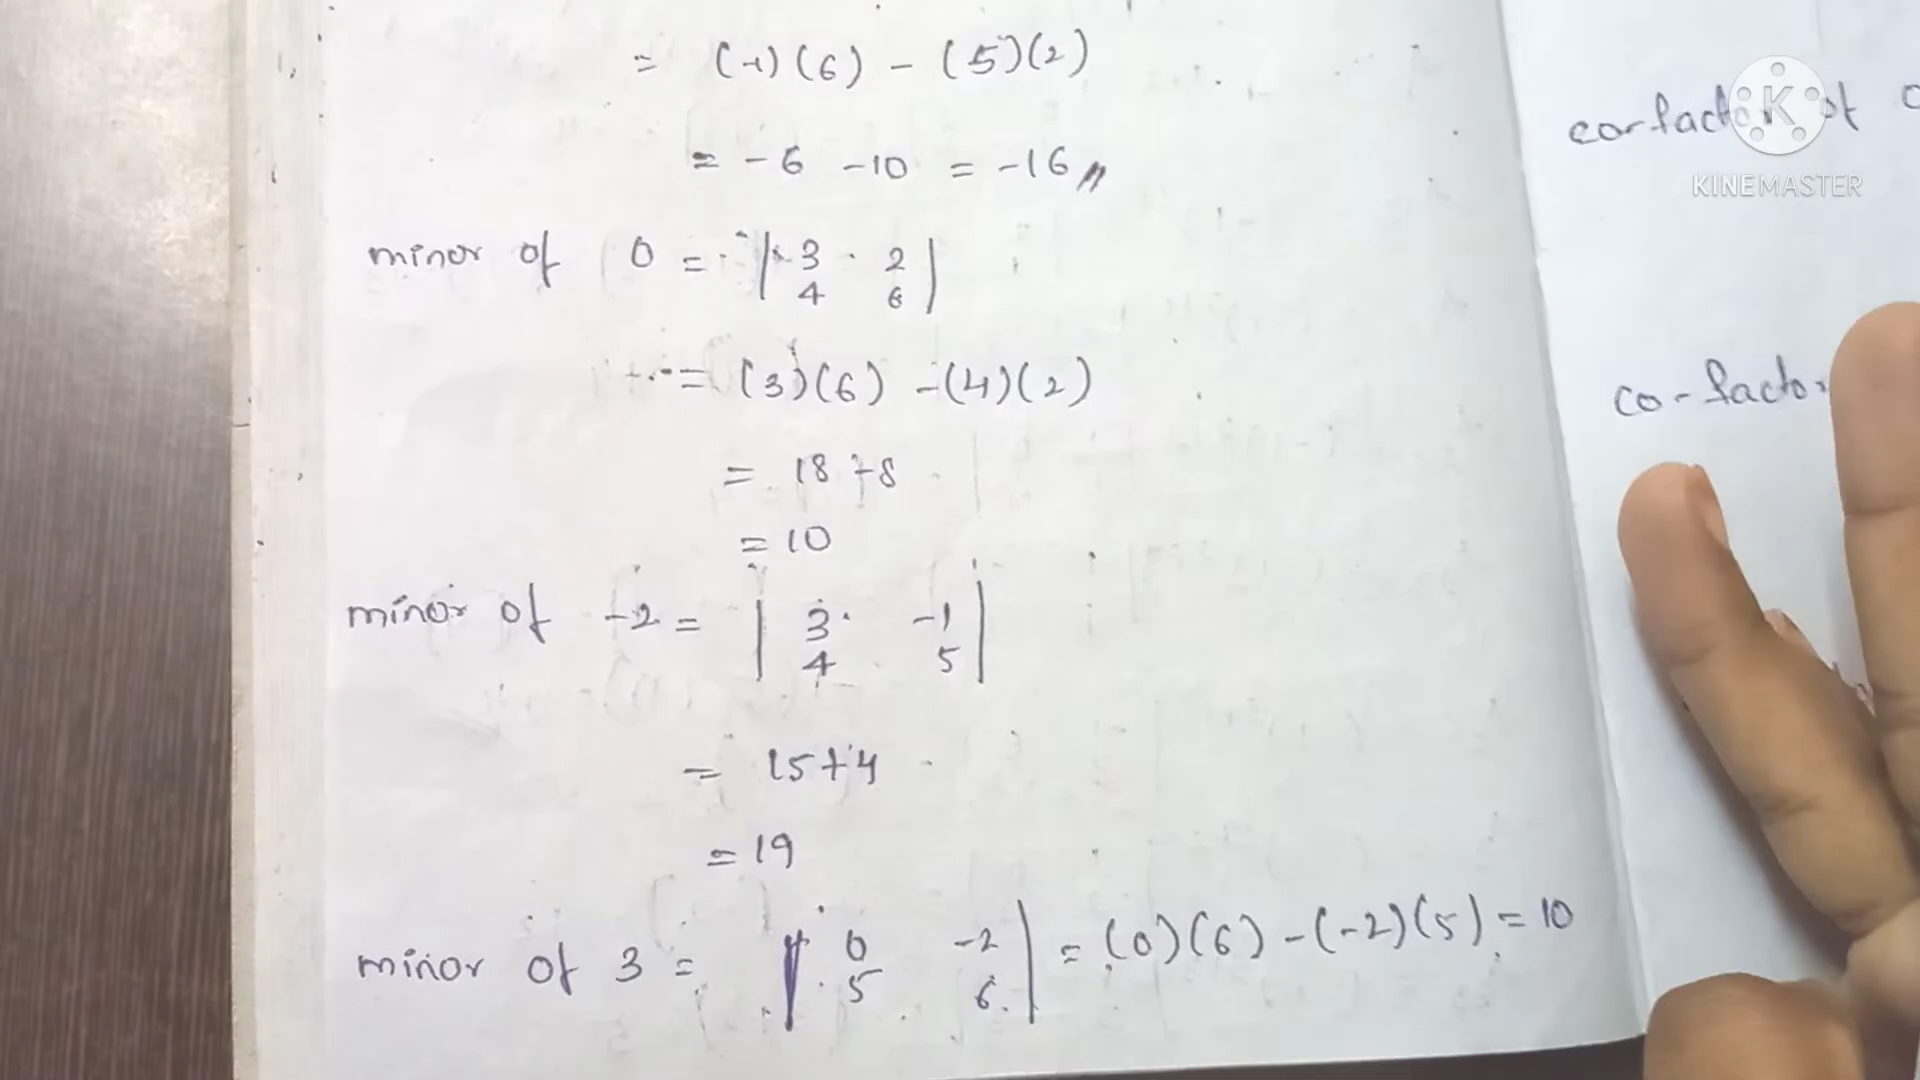 = (-1)(6) - (5)(2)
= -6 -10 = -16
minor of 0 = | 3 2 |
4 6
= (3)(6) -(4)(2)
= 18 -8
= 10
minor of -2 = | 3 -1 |
4 5
= 15+4
= 19
minor of 3 = | 0 -2 | = (0)(6) - (-2)(5) = 10
5 6
co-factor of
co-factor
KINEMASTER